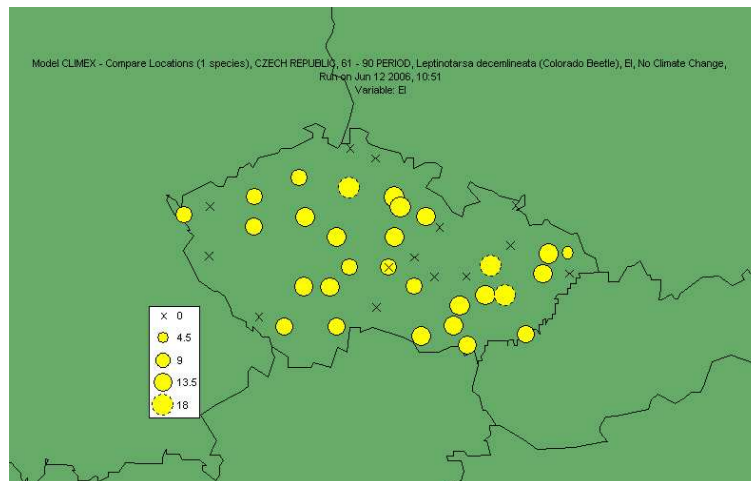 Model CLIMEX - Compare Locations (1 species), CZECH REPUBLIC, 61 - 90 PERIOD, Leptinotarsa decemlineata (Colorado Beetle), EI, No Climate Change,
Run on Jun 12 2006, 10:51
Variable: EI
x 0
4.5
9
13.5
18